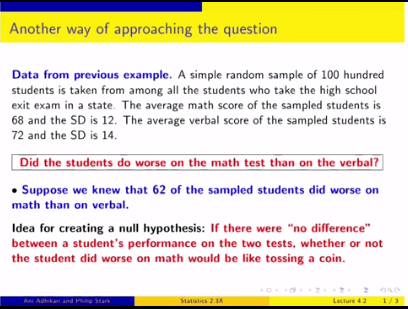 Another way of approaching the question
Data from previous example. A simple random sample of 100 hundred
students is taken from among all the students who take the high school
exit exam in a state. The average math score of the sampled students is
68 and the SD is 12. The average verbal score of the sampled students is
72 and the SD is 14.
Did the students do worse on the math test than on the verbal?
• Suppose we knew that 62 of the sampled students did worse on
math than on verbal.
Idea for creating a null hypothesis: If there were “no difference”
between a student's performance on the two tests, whether or not
the student did worse on math would be like tossing a coin.
Ani Adhikari and Philip Stark Statistics 2.3X Lecture 4.2 1 / 3